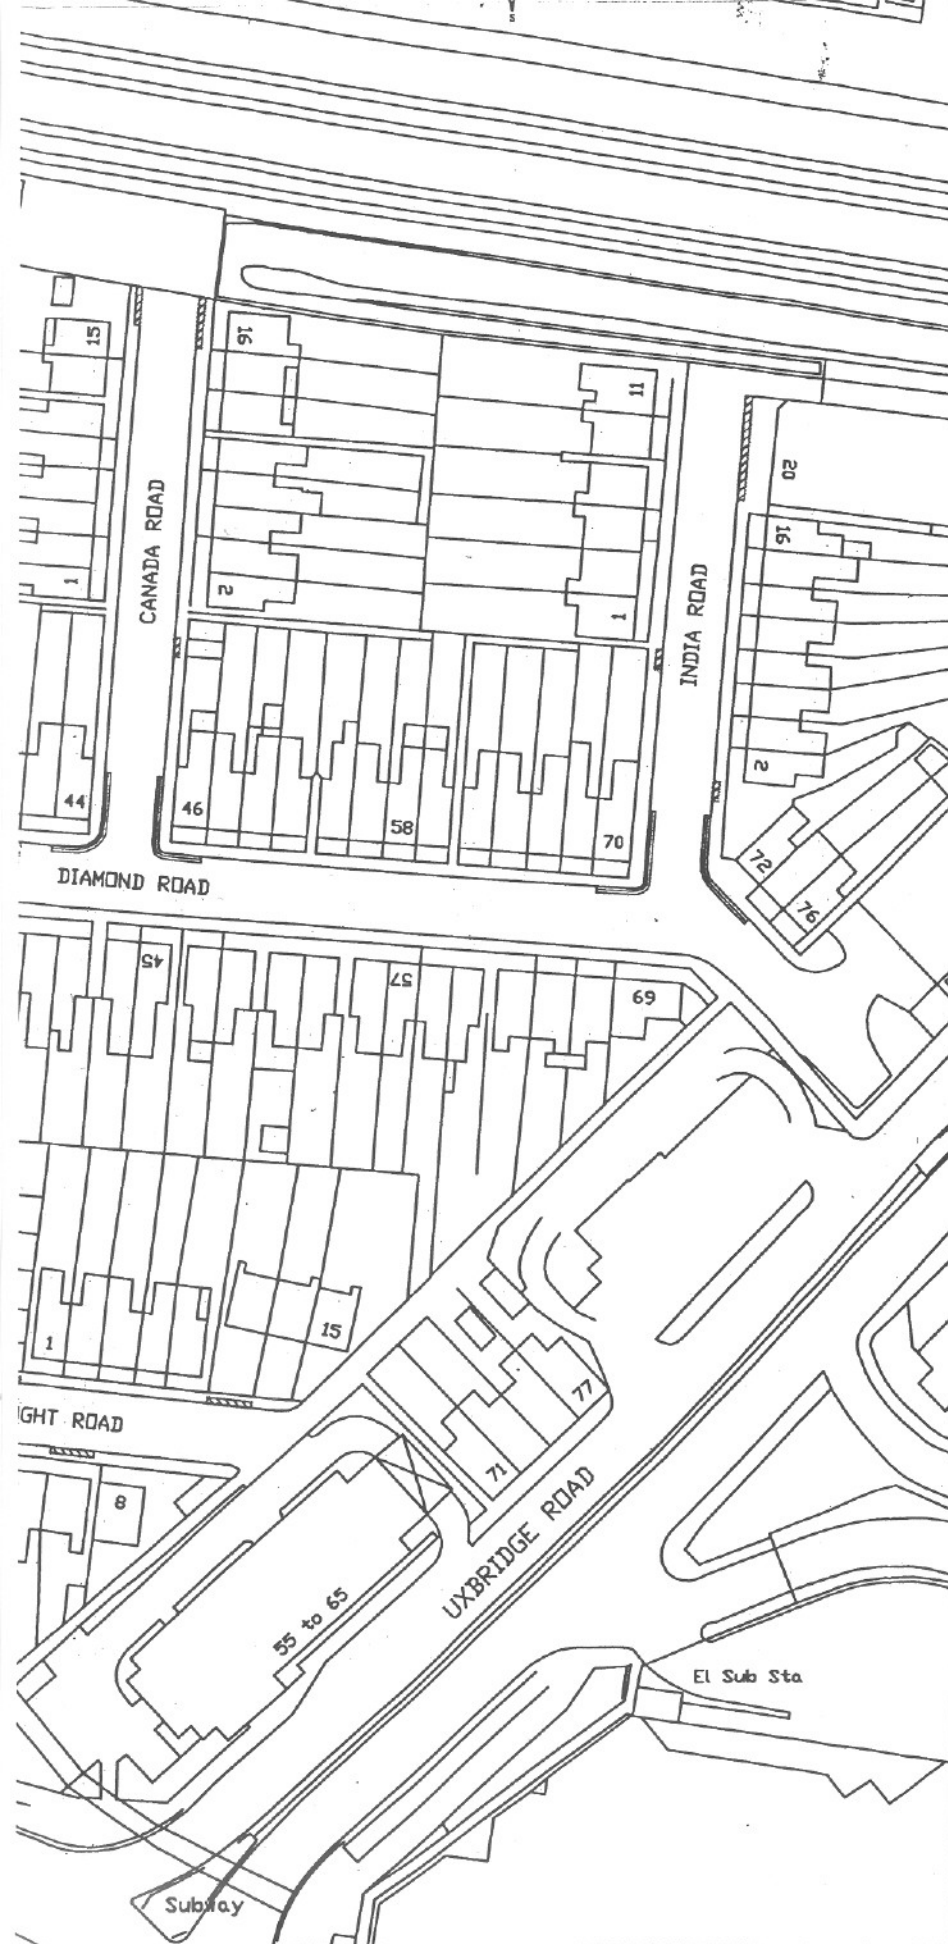 15
16
11
20
16
CANADA ROAD
INDIA ROAD
1
2
1
2
44
46
58
70
72
76
DIAMOND ROAD
45
57
69
1
15
77
71
GHT ROAD
8
UXBRIDGE ROAD
55 to 65
El Sub Sta
Subway